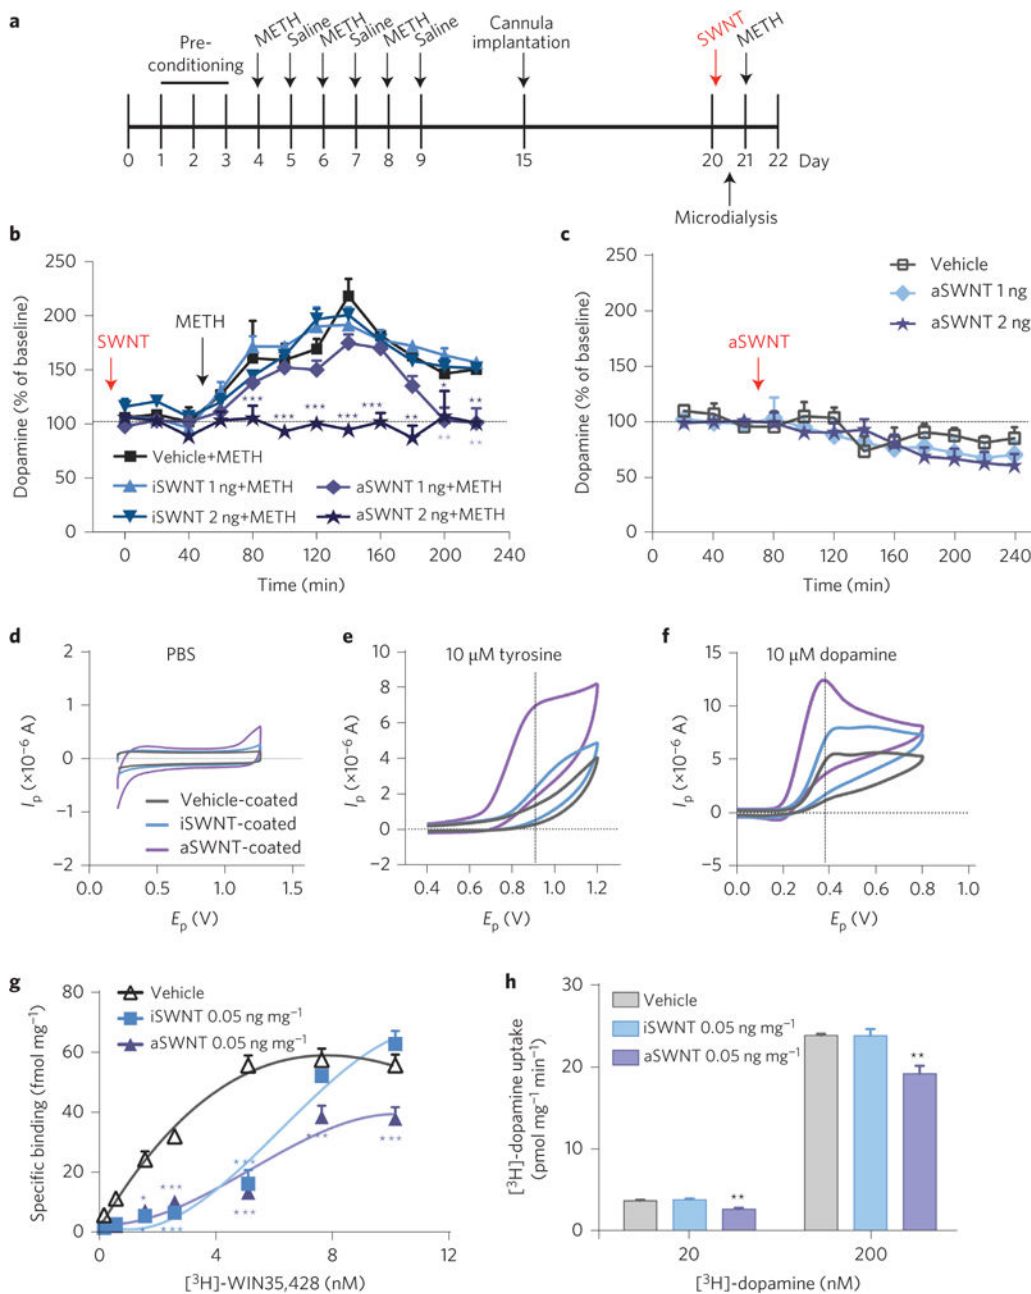 a
Pre-
conditioning
METH
Saline
METH
Saline
METH
Saline
Cannula
implantation
SWNT
METH
0 1 2 3 4 5 6 7 8 9 15 20 21 22 Day
Microdialysis
b
Dopamine (% of baseline)
250
200
150
100
50
0
SWNT
METH
***
***
***
***
***
**
*
**
**
**
Vehicle+METH
iSWNT 1 ng+METH
aSWNT 1 ng+METH
iSWNT 2 ng+METH
aSWNT 2 ng+METH
0 40 80 120 160 200 240
Time (min)
c
Dopamine (% of baseline)
250
200
150
100
50
0
Vehicle
aSWNT 1 ng
aSWNT 2 ng
aSWNT
0 40 80 120 160 200 240
Time (min)
d
PBS
Ip (×10⁻⁶ A)
2
1
0
−1
−2
Vehicle-coated
iSWNT-coated
aSWNT-coated
0.0 0.5 1.0 1.5
Ep (V)
e
10 μM tyrosine
Ip (×10⁻⁶ A)
10
8
6
4
2
0
−2
0.4 0.6 0.8 1.0 1.2
Ep (V)
f
10 μM dopamine
Ip (×10⁻⁶ A)
15
10
5
0
−5
0.0 0.2 0.4 0.6 0.8 1.0
Ep (V)
g
Specific binding (fmol mg⁻¹)
80
60
40
20
0
Vehicle
iSWNT 0.05 ng mg⁻¹
aSWNT 0.05 ng mg⁻¹
*
*
***
***
***
***
***
***
0 4 8 12
[³H]-WIN35,428 (nM)
h
[³H]-dopamine uptake
(pmol mg⁻¹ min⁻¹)
30
20
10
0
Vehicle
iSWNT 0.05 ng mg⁻¹
aSWNT 0.05 ng mg⁻¹
**
**
20 200
[³H]-dopamine (nM)